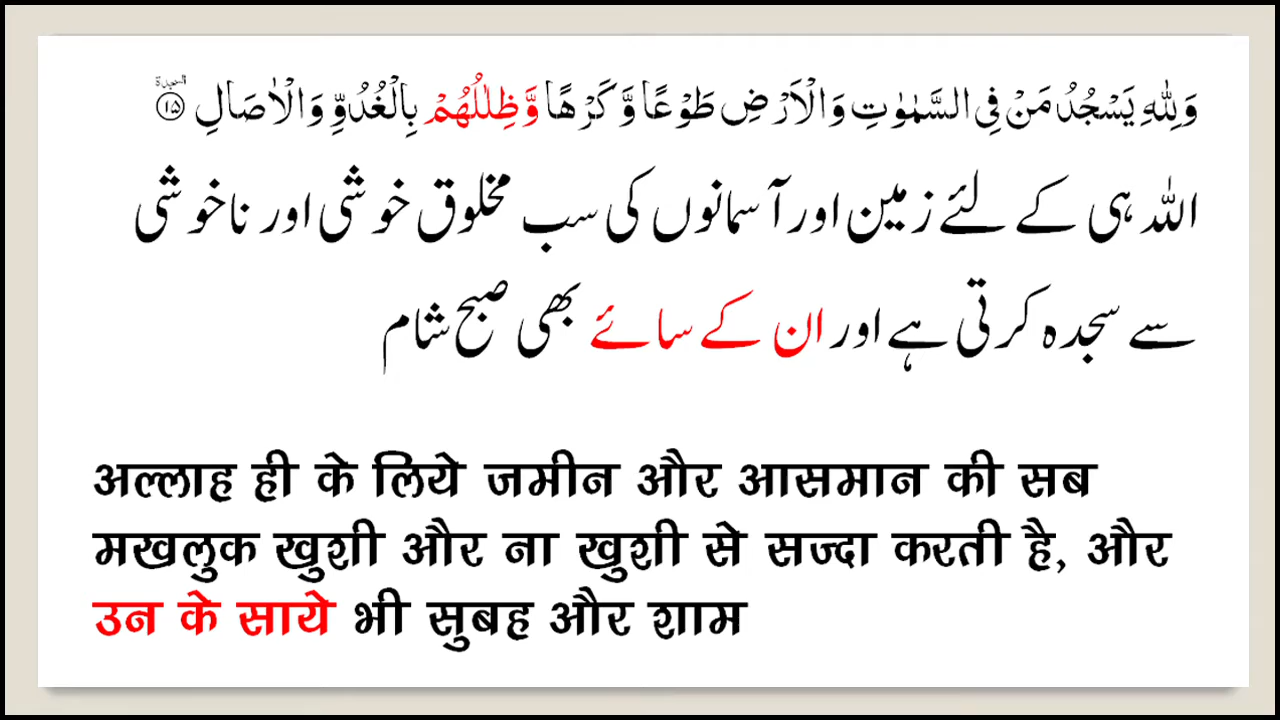 وَلِلّٰهِ يَسْجُدُ مَنْ فِى السَّمٰوٰتِ وَالْاَرْضِ طَوْعًا وَّكَرْهًا وَّظِلٰلُهُمْ بِالْغُدُوِّ وَالْاٰصَالِ ۩ ۝۱۵
اللہ ہی کے لئے زمین اور آسمانوں کی سب مخلوق خوشی اور ناخوشی
سے سجدہ کرتی ہے اور ان کے سائے بھی صبح شام
अल्लाह ही के लिये जमीन और आसमान की सब
मखलुक खुशी और ना खुशी से सज्दा करती है, और
उन के साये भी सुबह और शाम